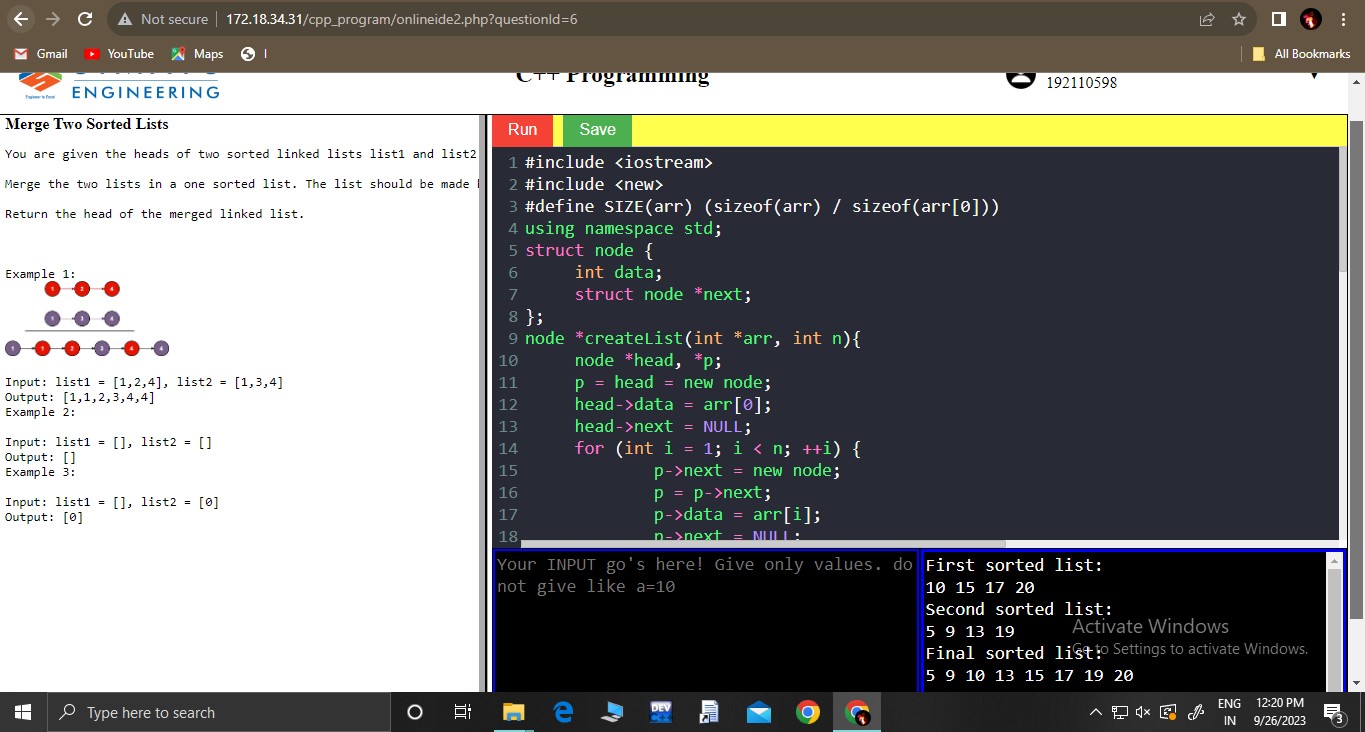 Not secure 172.18.34.31/cpp_program/onlineide2.php?questionId=6
Gmail YouTube Maps I All Bookmarks
C++ Programming
ENGINEERING
192110598
Merge Two Sorted Lists
You are given the heads of two sorted linked lists list1 and list2
Merge the two lists in a one sorted list. The list should be made
Return the head of the merged linked list.
Example 1:
1 2 4
1 3 4
1 1 2 3 4 4
Input: list1 = [1,2,4], list2 = [1,3,4]
Output: [1,1,2,3,4,4]
Example 2:
Input: list1 = [], list2 = []
Output: []
Example 3:
Input: list1 = [], list2 = [0]
Output: [0]
Run Save
1 #include <iostream>
2 #include <new>
3 #define SIZE(arr) (sizeof(arr) / sizeof(arr[0]))
4 using namespace std;
5 struct node {
6 int data;
7 struct node *next;
8 };
9 node *createList(int *arr, int n){
10 node *head, *p;
11 p = head = new node;
12 head->data = arr[0];
13 head->next = NULL;
14 for (int i = 1; i < n; ++i) {
15 p->next = new node;
16 p = p->next;
17 p->data = arr[i];
18 p->next = NULL;
Your INPUT go's here! Give only values. do
not give like a=10
First sorted list:
10 15 17 20
Second sorted list:
5 9 13 19
Final sorted list:
5 9 10 13 15 17 19 20
Activate Windows
Go to Settings to activate Windows.
Type here to search
DEV
ENG
IN
12:20 PM
9/26/2023
3